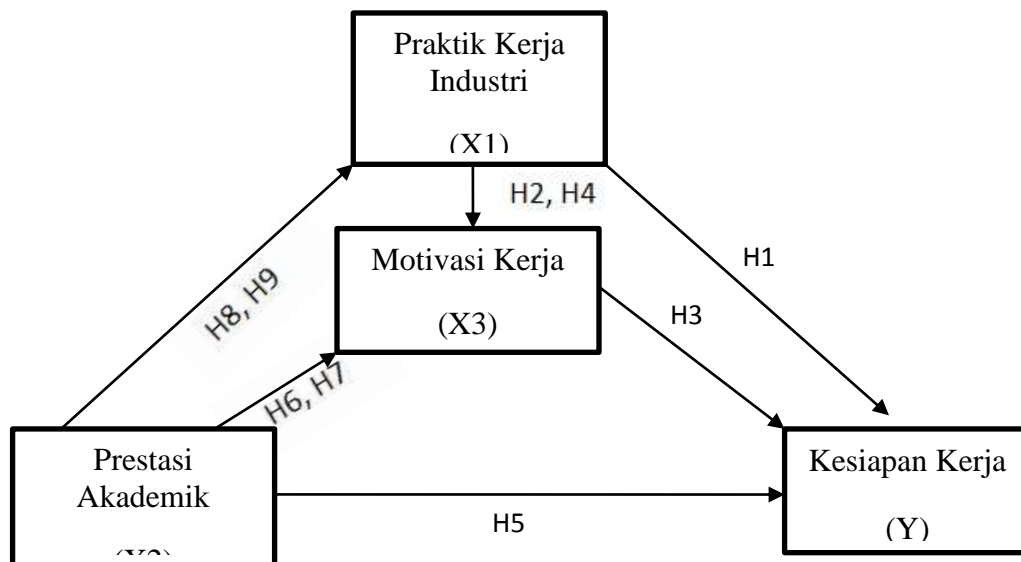 Praktik Kerja
Industri
(X1)
H2, H4
H1
Motivasi Kerja
(X3)
H8, H9
H3
H6, H7
Prestasi
Akademik
(X2)
Kesiapan Kerja
(Y)
H5